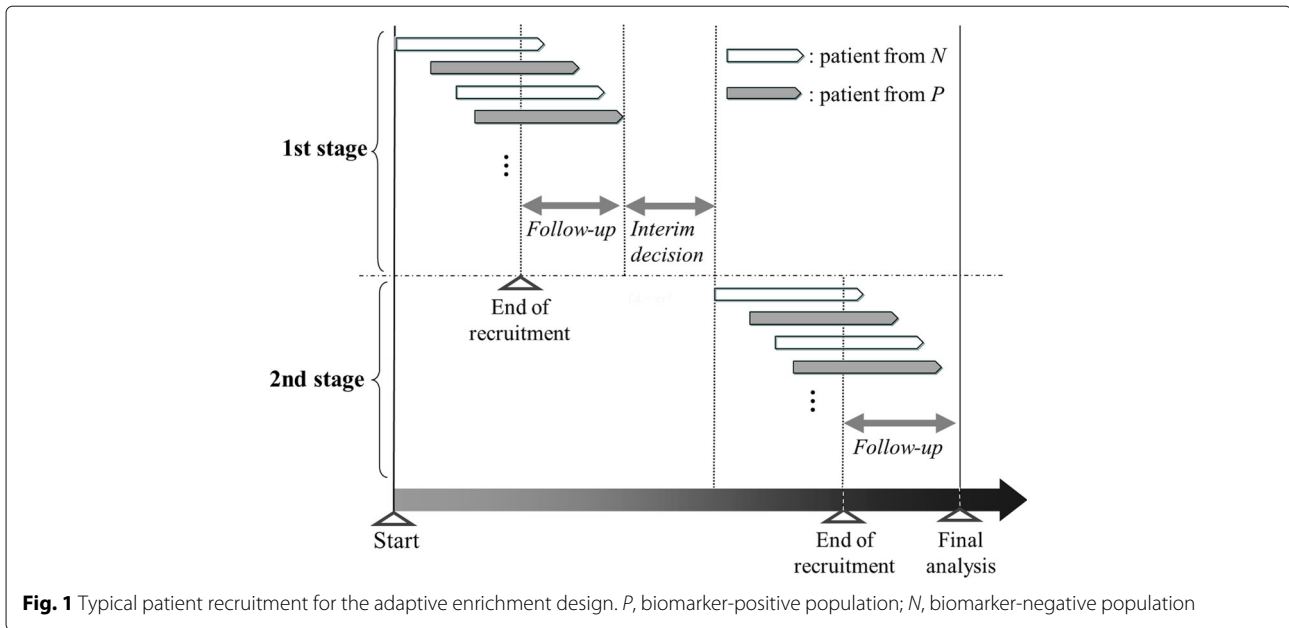 : patient from N
: patient from P
1st stage
Follow-up
Interim
decision
End of
recruitment
2nd stage
Follow-up
Start
End of
recruitment
Final
analysis
Fig. 1 Typical patient recruitment for the adaptive enrichment design. P, biomarker-positive population; N, biomarker-negative population